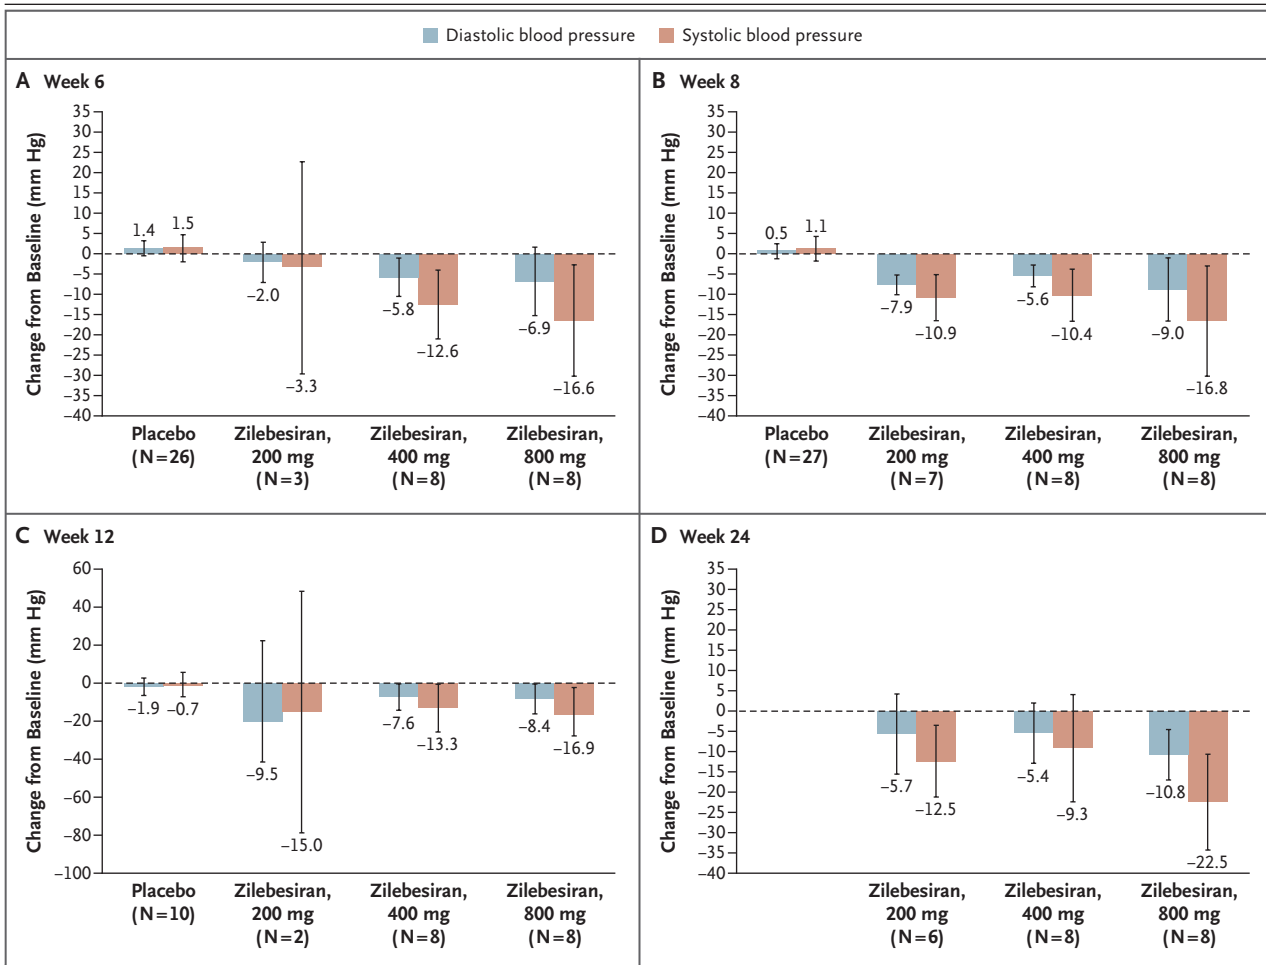 Diastolic blood pressure Systolic blood pressure
A Week 6
Change from Baseline (mm Hg)
35
30
25
20
15
10
5
0
−5
−10
−15
−20
−25
−30
−35
−40
1.4 1.5
−2.0
−3.3
−5.8
−12.6
−6.9
−16.6
Placebo
(N=26)
Zilebesiran,
200 mg
(N=3)
Zilebesiran,
400 mg
(N=8)
Zilebesiran,
800 mg
(N=8)
B Week 8
Change from Baseline (mm Hg)
35
30
25
20
15
10
5
0
−5
−10
−15
−20
−25
−30
−35
−40
0.5 1.1
−7.9
−10.9
−5.6
−10.4
−9.0
−16.8
Placebo
(N=27)
Zilebesiran,
200 mg
(N=7)
Zilebesiran,
400 mg
(N=8)
Zilebesiran,
800 mg
(N=8)
C Week 12
Change from Baseline (mm Hg)
60
40
20
0
−20
−40
−60
−80
−100
−1.9 −0.7
−9.5
−15.0
−7.6
−13.3
−8.4
−16.9
Placebo
(N=10)
Zilebesiran,
200 mg
(N=2)
Zilebesiran,
400 mg
(N=8)
Zilebesiran,
800 mg
(N=8)
D Week 24
Change from Baseline (mm Hg)
35
30
25
20
15
10
5
0
−5
−10
−15
−20
−25
−30
−35
−40
−5.7
−12.5
−5.4
−9.3
−10.8
−22.5
Zilebesiran,
200 mg
(N=6)
Zilebesiran,
400 mg
(N=8)
Zilebesiran,
800 mg
(N=8)